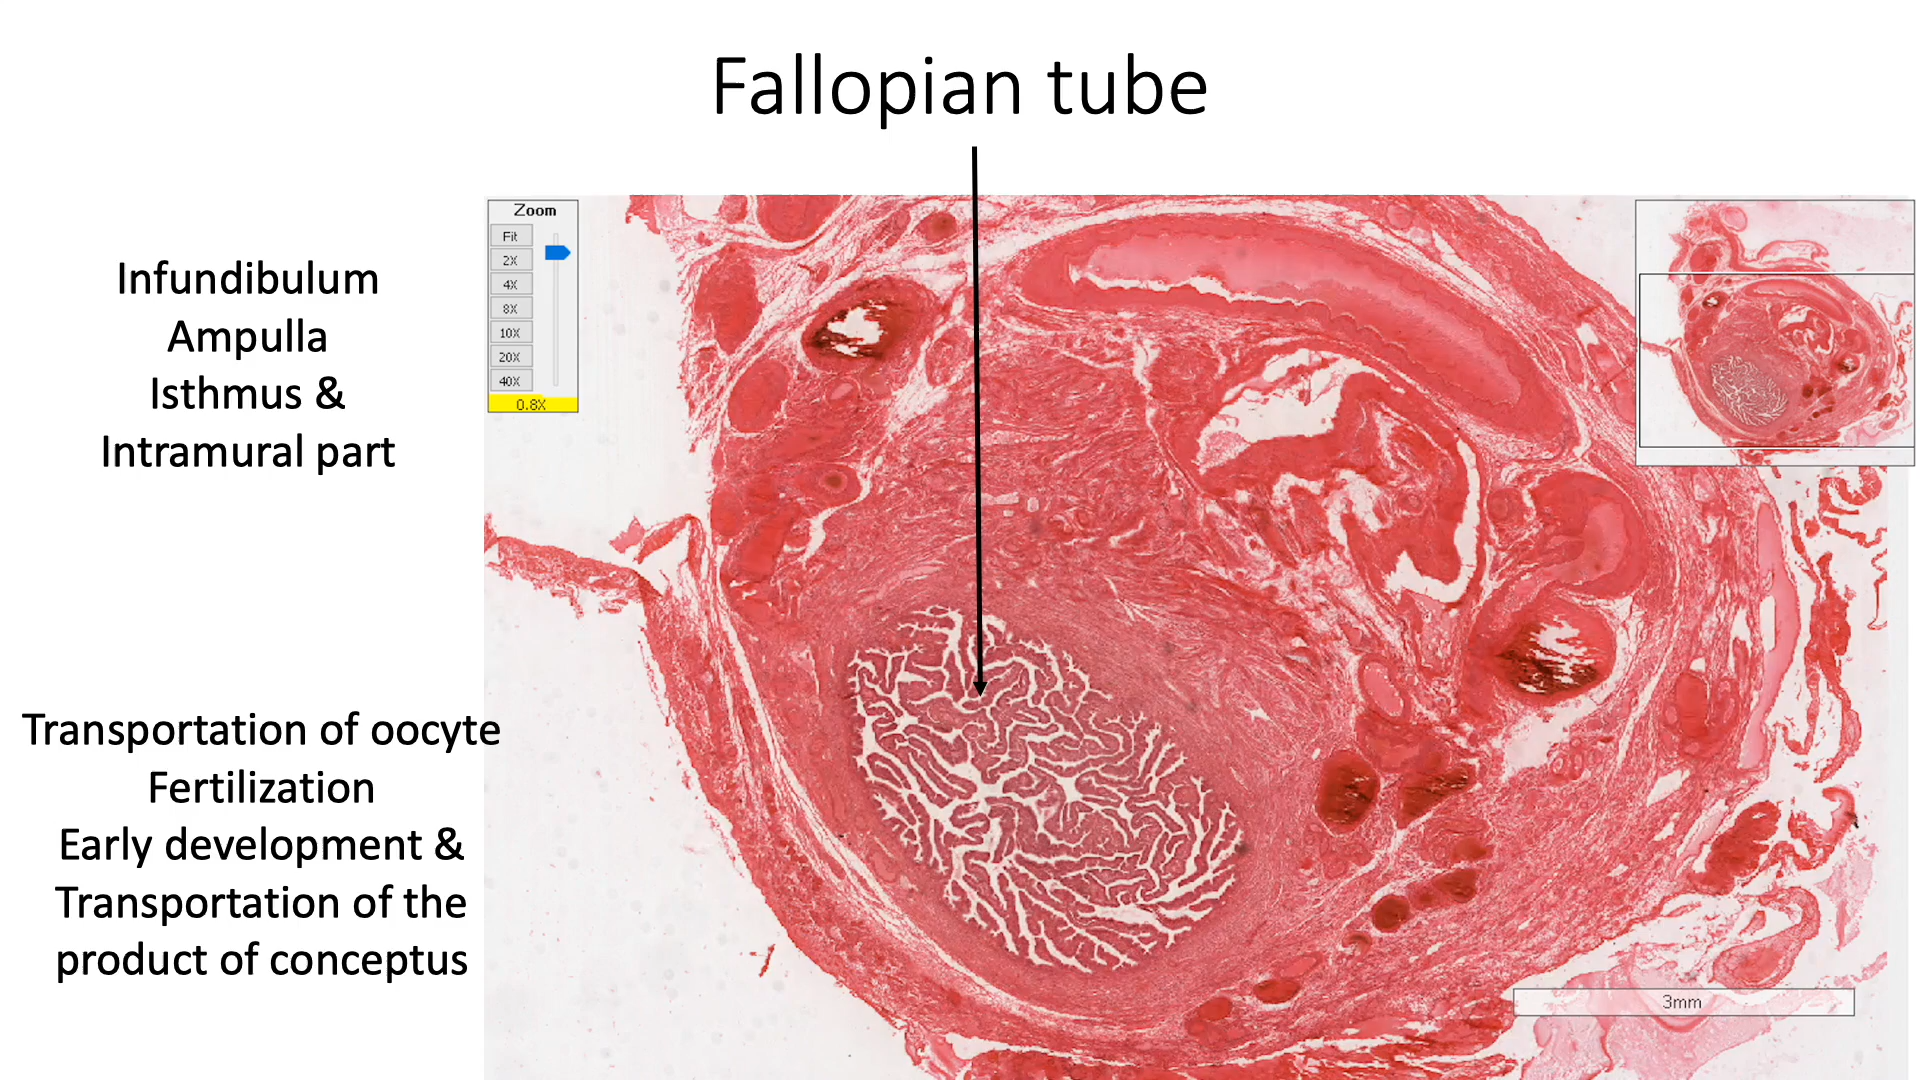 Fallopian tube
Zoom
Fit
2X
4X
8X
10X
20X
40X
0.8X
Infundibulum
Ampulla
Isthmus &
Intramural part
Transportation of oocyte
Fertilization
Early development &
Transportation of the
product of conceptus
3mm